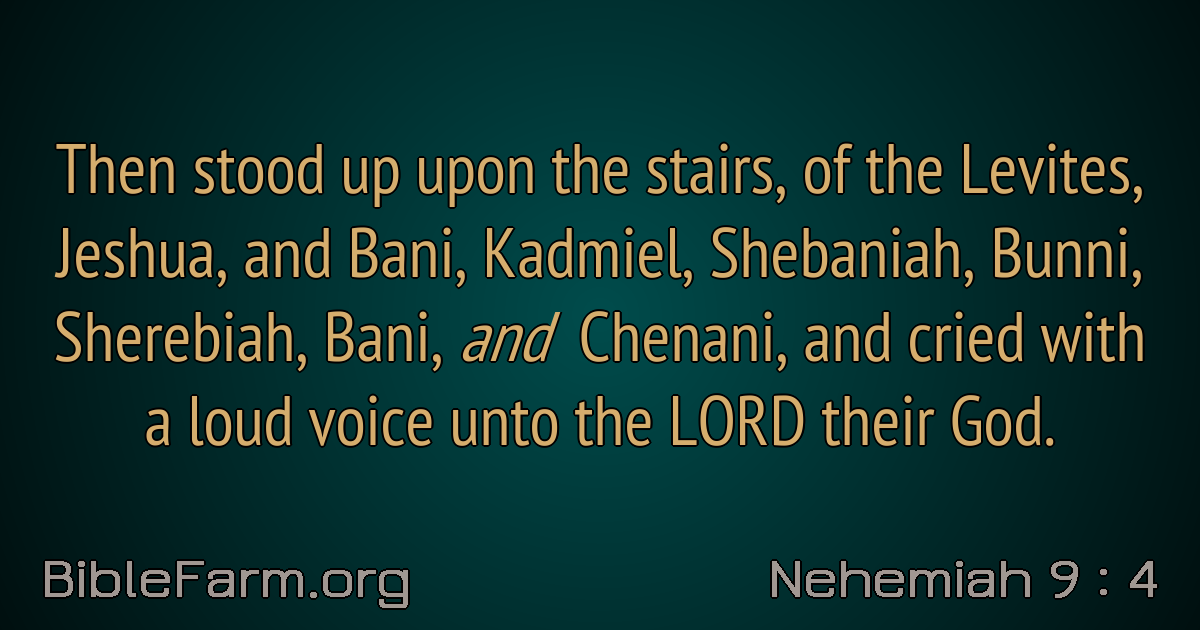 Then stood up upon the stairs, of the Levites,
Jeshua, and Bani, Kadmiel, Shebaniah, Bunni,
Sherebiah, Bani, and Chenani, and cried with
a loud voice unto the LORD their God.
BibleFarm.org
Nehemiah 9 : 4